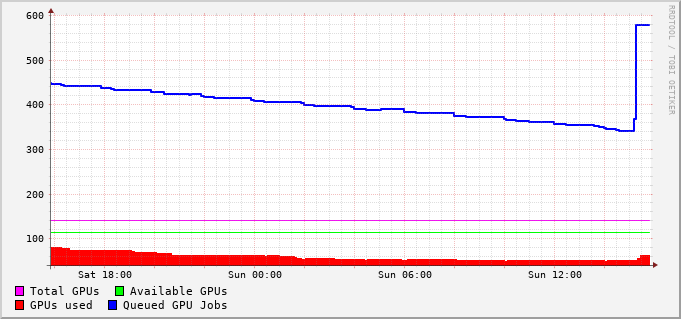 600
500
400
300
200
100
Sat 18:00 Sun 00:00 Sun 06:00 Sun 12:00
Total GPUs Available GPUs
GPUs used Queued GPU Jobs
RRDTOOL / TOBI OETIKER